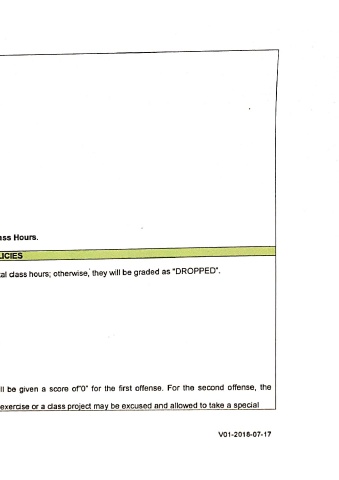 ass Hours.
LICIES
al class hours; otherwise, they will be graded as "DROPPED".
ll be given a score of"0" for the first offense. For the second offense, the
exercise or a class project may be excused and allowed to take a special
V01-2018-07-17